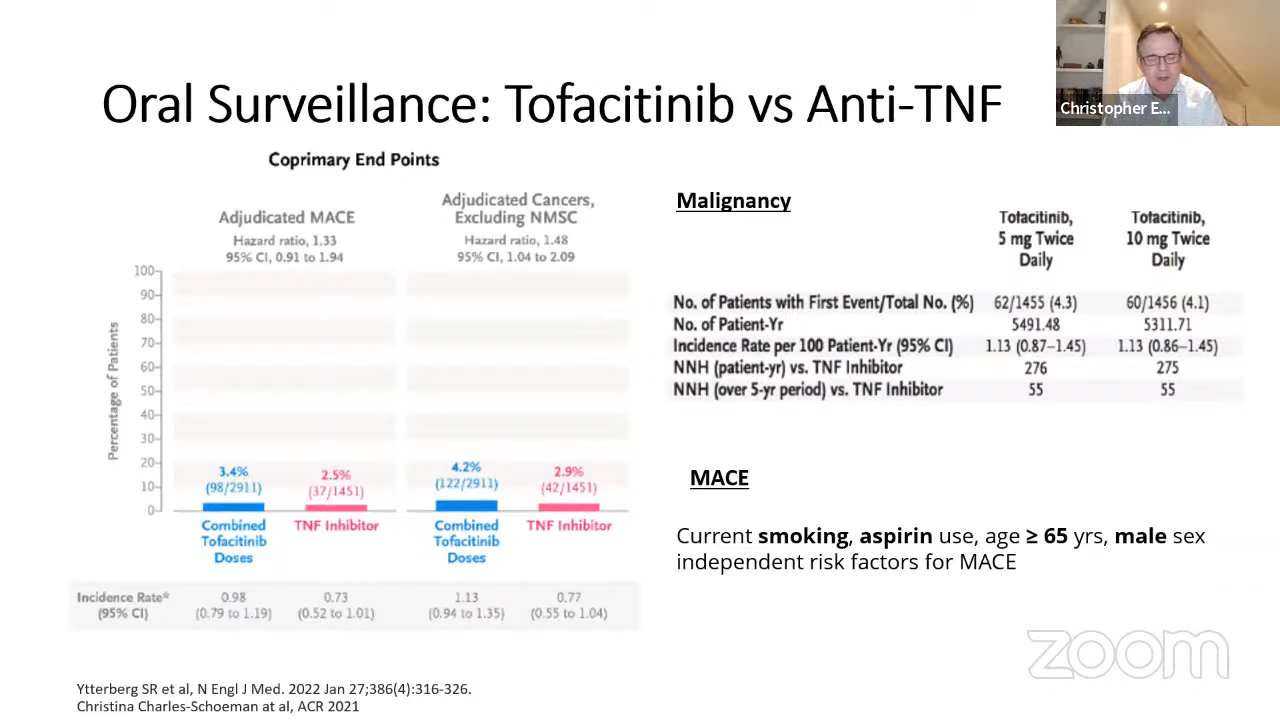 Oral Surveillance: Tofacitinib vs Anti-TNF
Christopher E...
Coprimary End Points
Adjudicated MACE
Hazard ratio, 1.33
95% CI, 0.91 to 1.94
Adjudicated Cancers,
Excluding NMSC
Hazard ratio, 1.48
95% CI, 1.04 to 2.09
Percentage of Patients
100
90
80
70
60
50
40
30
20
10
0
3.4%
(98/2911)
2.5%
(37/1451)
4.2%
(122/2911)
2.9%
(42/1451)
Combined
Tofacitinib
Doses
TNF Inhibitor
Combined
Tofacitinib
Doses
TNF Inhibitor
Incidence Rate* 0.98 0.73 1.13 0.77
(95% CI) (0.79 to 1.19) (0.52 to 1.01) (0.94 to 1.35) (0.55 to 1.04)
Malignancy
Tofacitinib,
5 mg Twice
Daily
Tofacitinib,
10 mg Twice
Daily
No. of Patients with First Event/Total No. (%) 62/1455 (4.3) 60/1456 (4.1)
No. of Patient-Yr 5491.48 5311.71
Incidence Rate per 100 Patient-Yr (95% CI) 1.13 (0.87–1.45) 1.13 (0.86–1.45)
NNH (patient-yr) vs. TNF Inhibitor 276 275
NNH (over 5-yr period) vs. TNF Inhibitor 55 55
MACE
Current smoking, aspirin use, age ≥ 65 yrs, male sex
independent risk factors for MACE
zoom
Ytterberg SR et al, N Engl J Med. 2022 Jan 27;386(4):316-326.
Christina Charles-Schoeman at al, ACR 2021